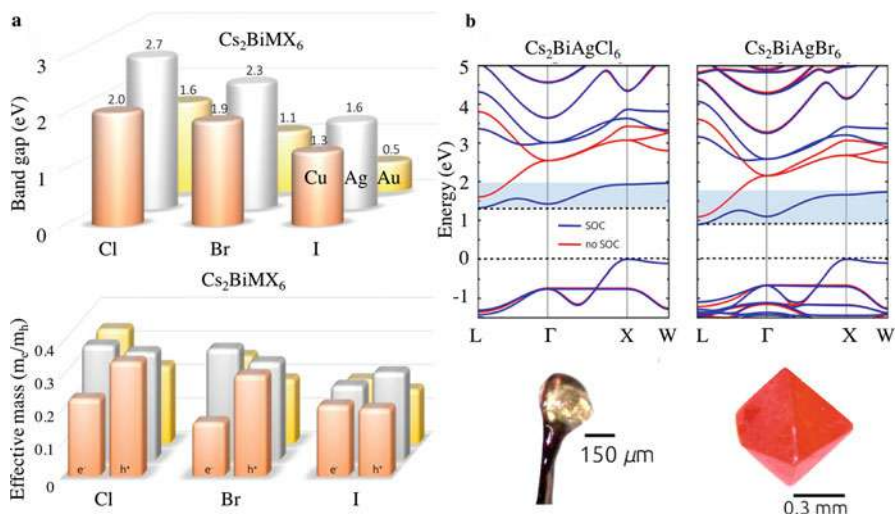 a
Cs₂BiMX₆
Band gap (eV)
3
2
1
0
2.7
2.0
1.6
1.9
2.3
1.1
1.3
1.6
0.5
Cu Ag Au
Cl Br I
Cs₂BiMX₆
Effective mass (mₑ/mₕ)
0.4
0.3
0.2
0.1
0
e⁻ h⁺ e⁻ h⁺ e⁻ h⁺
Cl Br I
b
Cs₂BiAgCl₆ Cs₂BiAgBr₆
Energy (eV)
5
4
3
2
1
0
-1
SOC
no SOC
L Γ X W L Γ X W
150 μm
0.3 mm